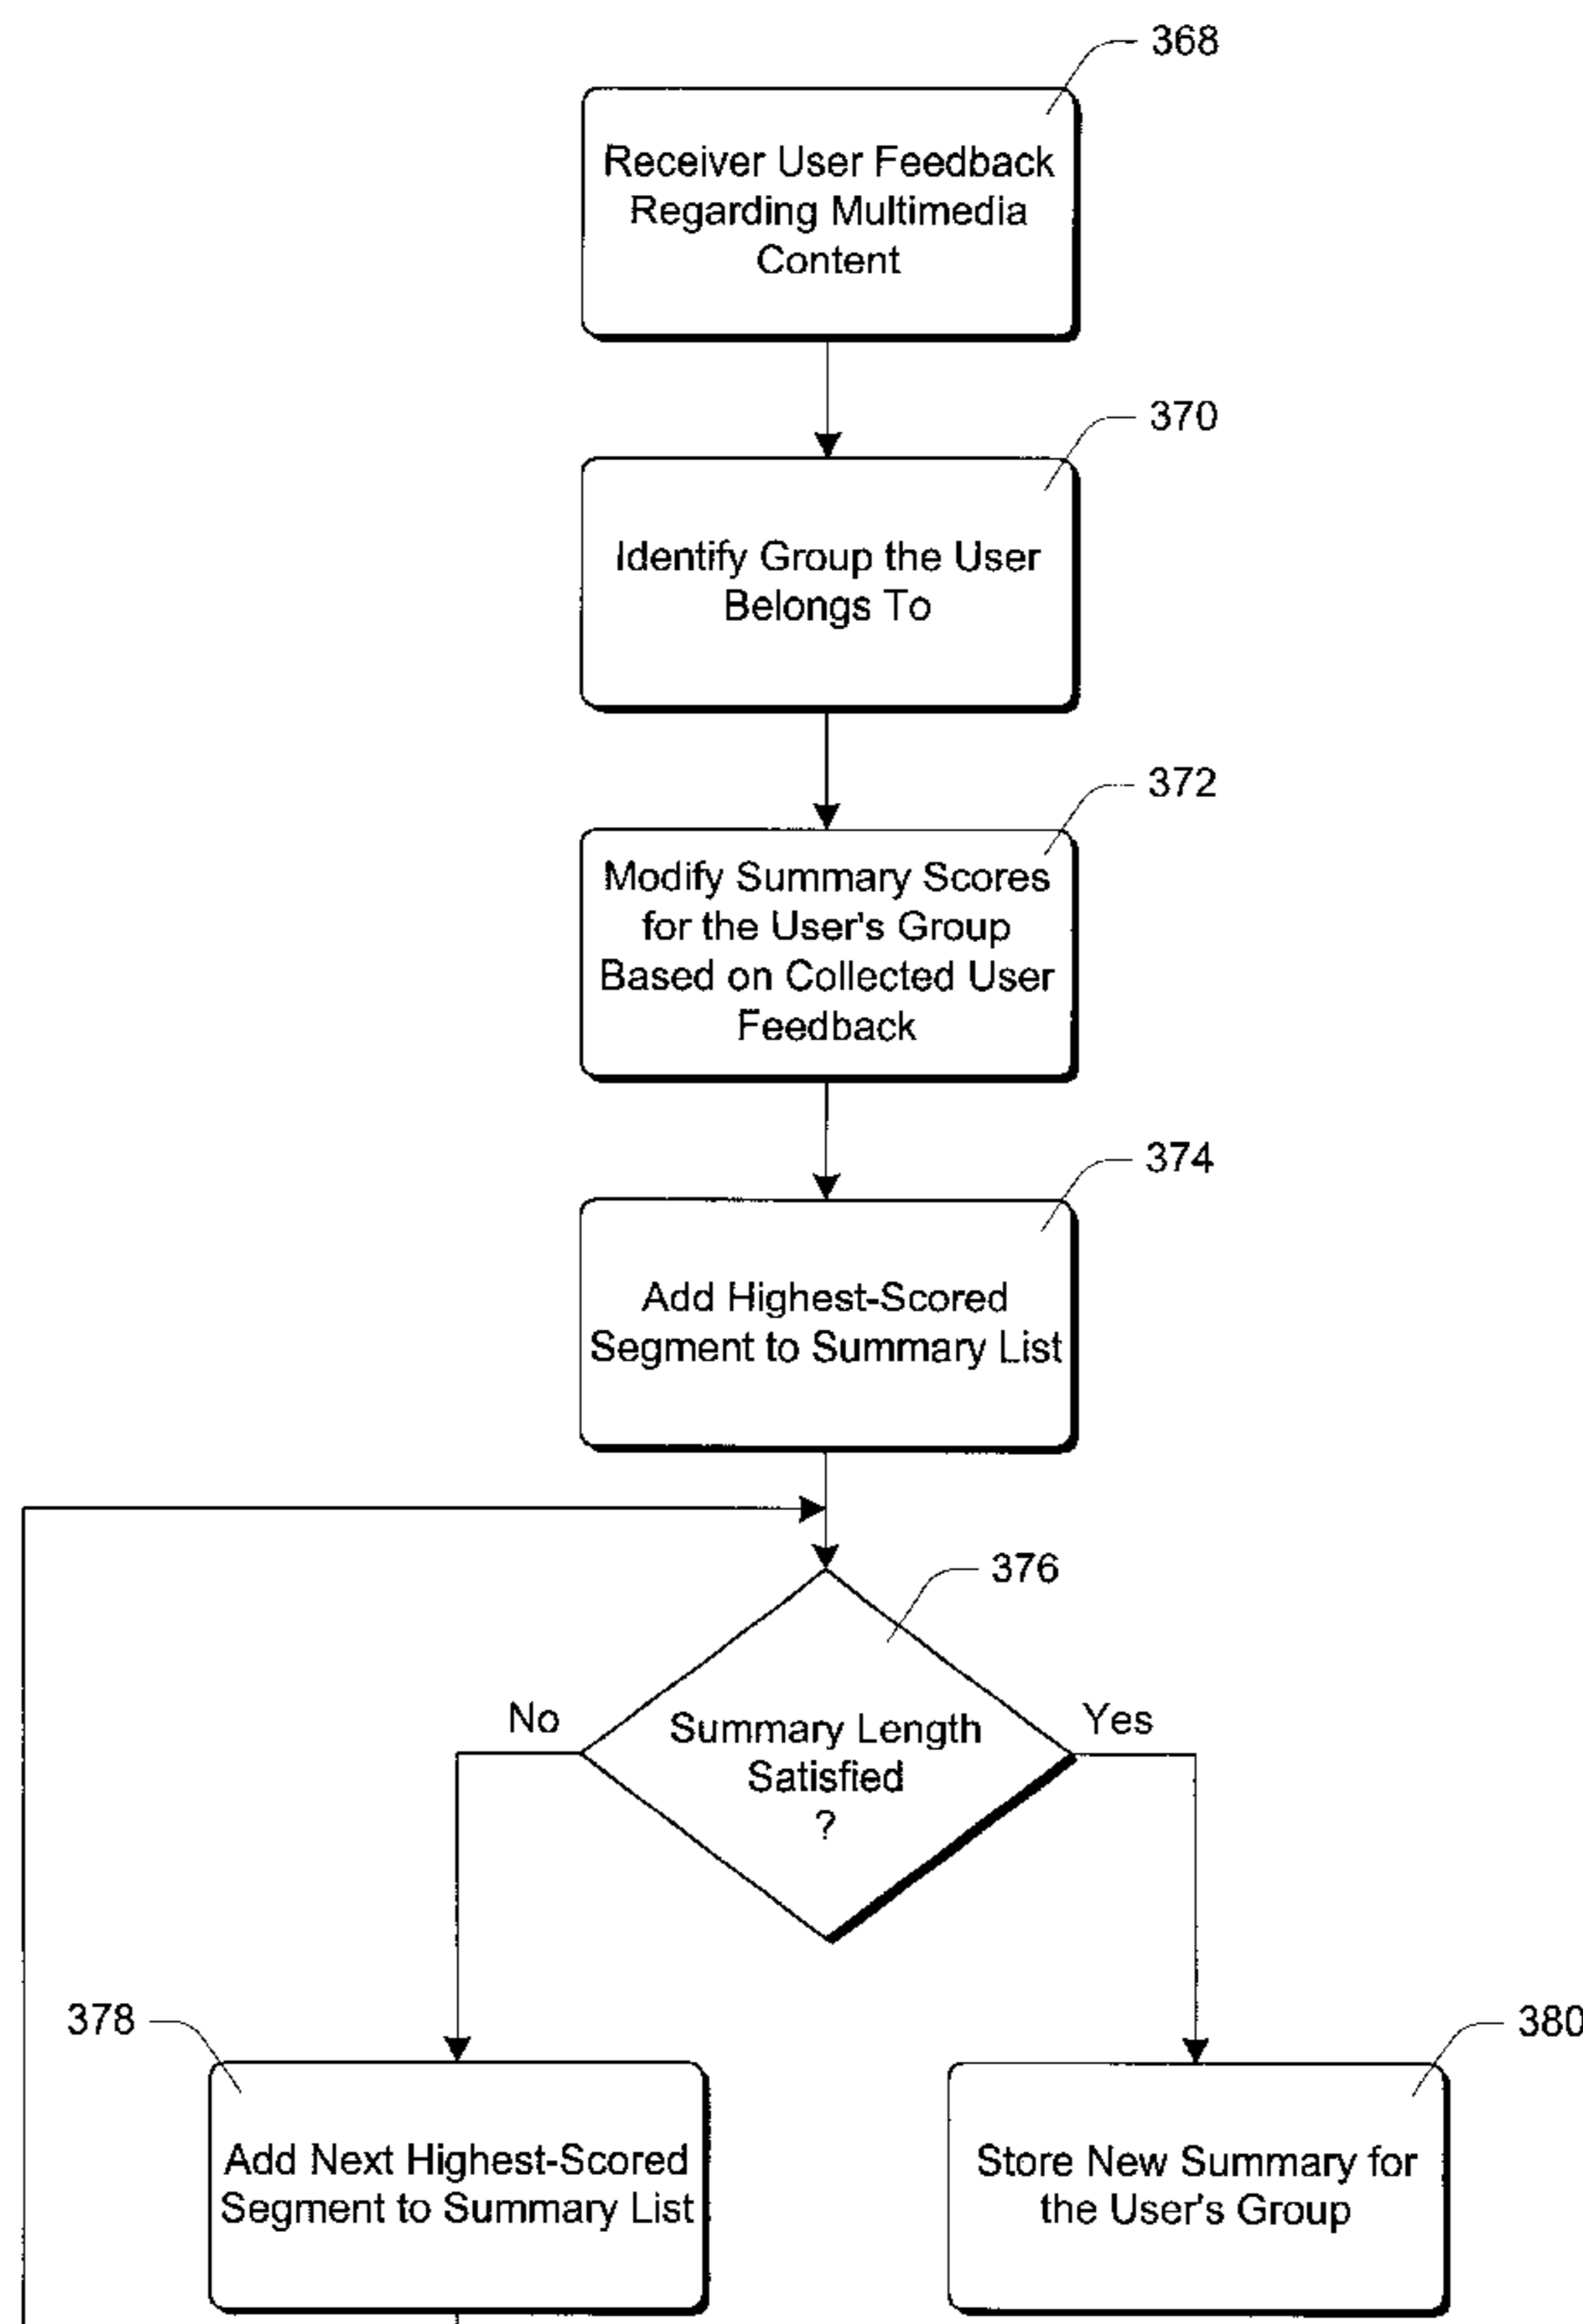 368
Receiver User Feedback
Regarding Multimedia
Content
370
Identify Group the User
Belongs To
372
Modify Summary Scores
for the User's Group
Based on Collected User
Feedback
374
Add Highest-Scored
Segment to Summary List
376
No
Summary Length
Satisfied
?
Yes
378
Add Next Highest-Scored
Segment to Summary List
380
Store New Summary for
the User's Group